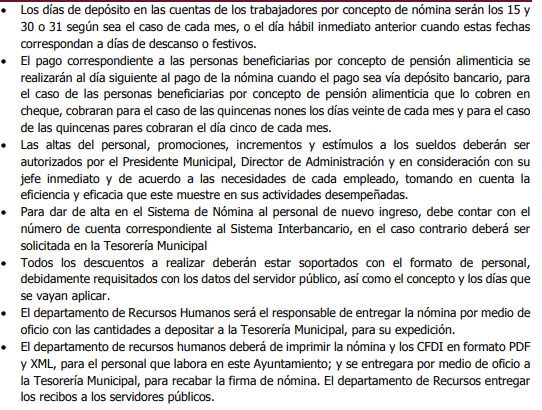 • Los días de depósito en las cuentas de los trabajadores por concepto de nómina serán los 15 y
30 o 31 según sea el caso de cada mes, o el día hábil inmediato anterior cuando estas fechas
correspondan a días de descanso o festivos.
• El pago correspondiente a las personas beneficiarias por concepto de pensión alimenticia se
realizarán al día siguiente al pago de la nómina cuando el pago sea vía depósito bancario, para
el caso de las personas beneficiarias por concepto de pensión alimenticia que lo cobren en
cheque, cobraran para el caso de las quincenas nones los días veinte de cada mes y para el caso
de las quincenas pares cobraran el día cinco de cada mes.
• Las altas del personal, promociones, incrementos y estímulos a los sueldos deberán ser
autorizados por el Presidente Municipal, Director de Administración y en consideración con su
jefe inmediato y de acuerdo a las necesidades de cada empleado, tomando en cuenta la
eficiencia y eficacia que este muestre en sus actividades desempeñadas.
• Para dar de alta en el Sistema de Nómina al personal de nuevo ingreso, debe contar con el
número de cuenta correspondiente al Sistema Interbancario, en el caso contrario deberá ser
solicitada en la Tesorería Municipal
• Todos los descuentos a realizar deberán estar soportados con el formato de personal,
debidamente requisitados con los datos del servidor público, así como el concepto y los días que
se vayan aplicar.
• El departamento de Recursos Humanos será el responsable de entregar la nómina por medio de
oficio con las cantidades a depositar a la Tesorería Municipal, para su expedición.
• El departamento de recursos humanos deberá de imprimir la nómina y los CFDI en formato PDF
y XML, para el personal que labora en este Ayuntamiento; y se entregara por medio de oficio a
la Tesorería Municipal, para recabar la firma de nómina. El departamento de Recursos entregar
los recibos a los servidores públicos.